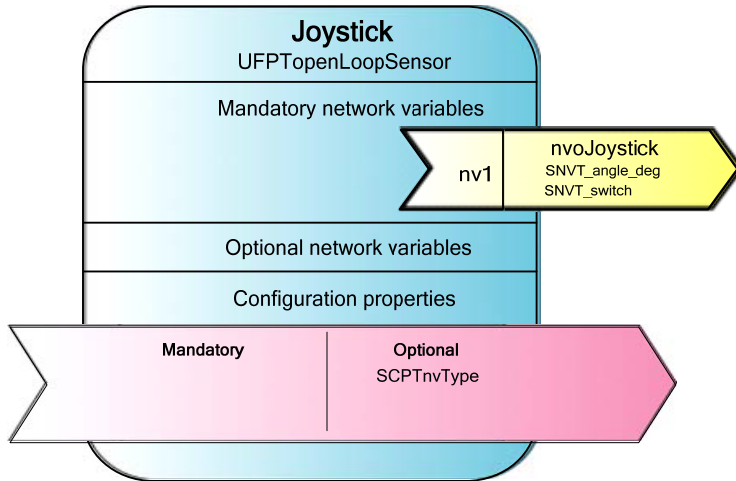 Joystick
UFPTopenLoopSensor
Mandatory network variables
nv1
nvoJoystick
SNVT_angle_deg
SNVT_switch
Optional network variables
Configuration properties
Mandatory
Optional
SCPTnvType